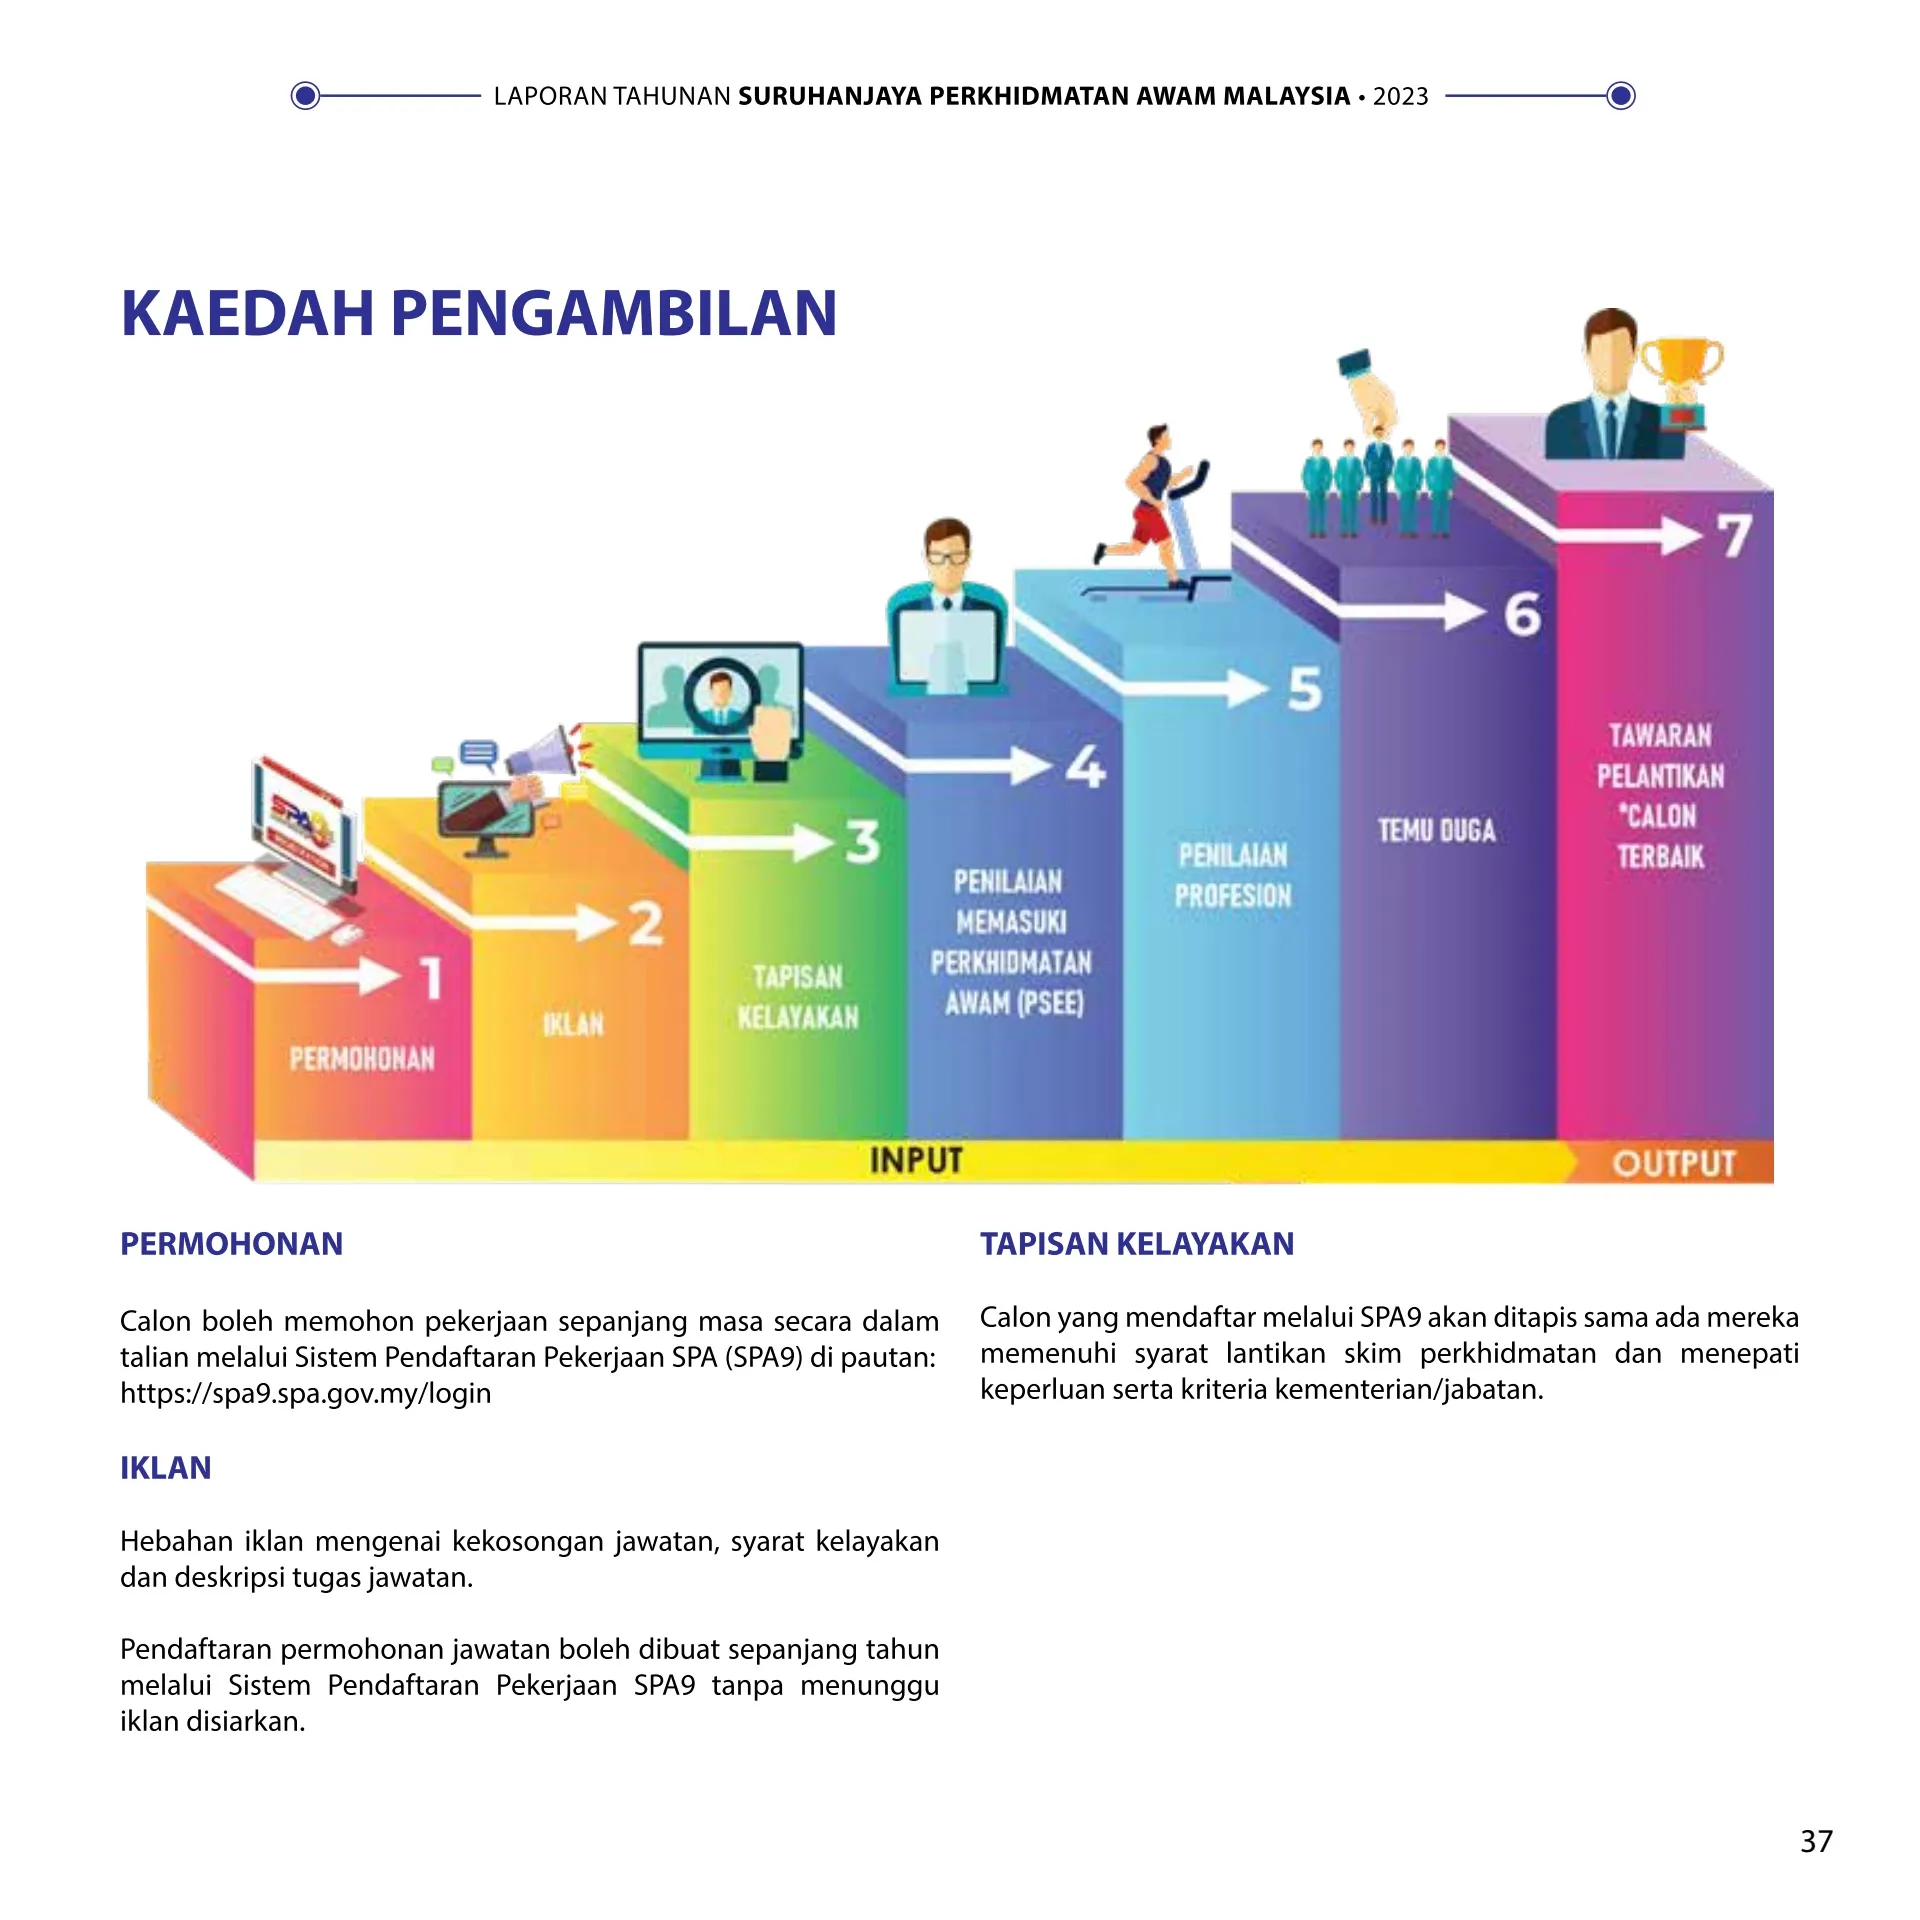 LAPORAN TAHUNAN SURUHANJAYA PERKHIDMATAN AWAM MALAYSIA • 2023
KAEDAH PENGAMBILAN
1
PERMOHONAN
2
IKLAN
3
TAPISAN
KELAYAKAN
4
PENILAIAN
MEMASUKI
PERKHIDMATAN
AWAM (PSEE)
5
PENILAIAN
PROFESION
6
TEMU DUGA
7
TAWARAN
PELANTIKAN
*CALON
TERBAIK
SPA9
INPUT
OUTPUT
PERMOHONAN
Calon boleh memohon pekerjaan sepanjang masa secara dalam
talian melalui Sistem Pendaftaran Pekerjaan SPA (SPA9) di pautan:
https://spa9.spa.gov.my/login
IKLAN
Hebahan iklan mengenai kekosongan jawatan, syarat kelayakan
dan deskripsi tugas jawatan.
Pendaftaran permohonan jawatan boleh dibuat sepanjang tahun
melalui Sistem Pendaftaran Pekerjaan SPA9 tanpa menunggu
iklan disiarkan.
TAPISAN KELAYAKAN
Calon yang mendaftar melalui SPA9 akan ditapis sama ada mereka
memenuhi syarat lantikan skim perkhidmatan dan menepati
keperluan serta kriteria kementerian/jabatan.
37